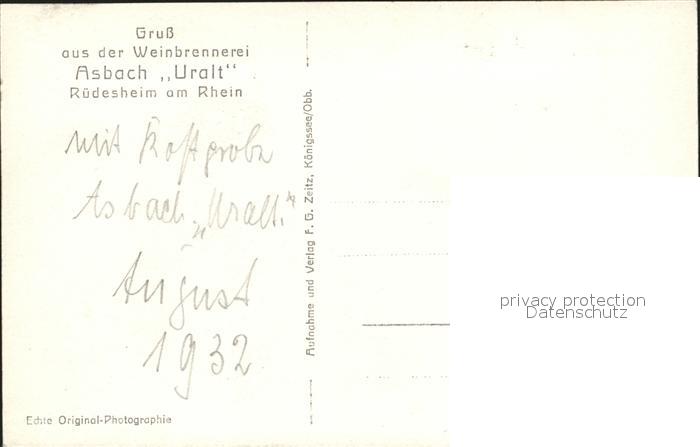 Gruß
aus der Weinbrennerei
Asbach „Uralt“
Rüdesheim am Rhein
mit Kostprobe
Asbach „Uralt.“
August
1932
Echte Original-Photographie
Aufnahme und Verlag F. G. Zeitz, Königssee/Obb.
privacy protection
Datenschutz